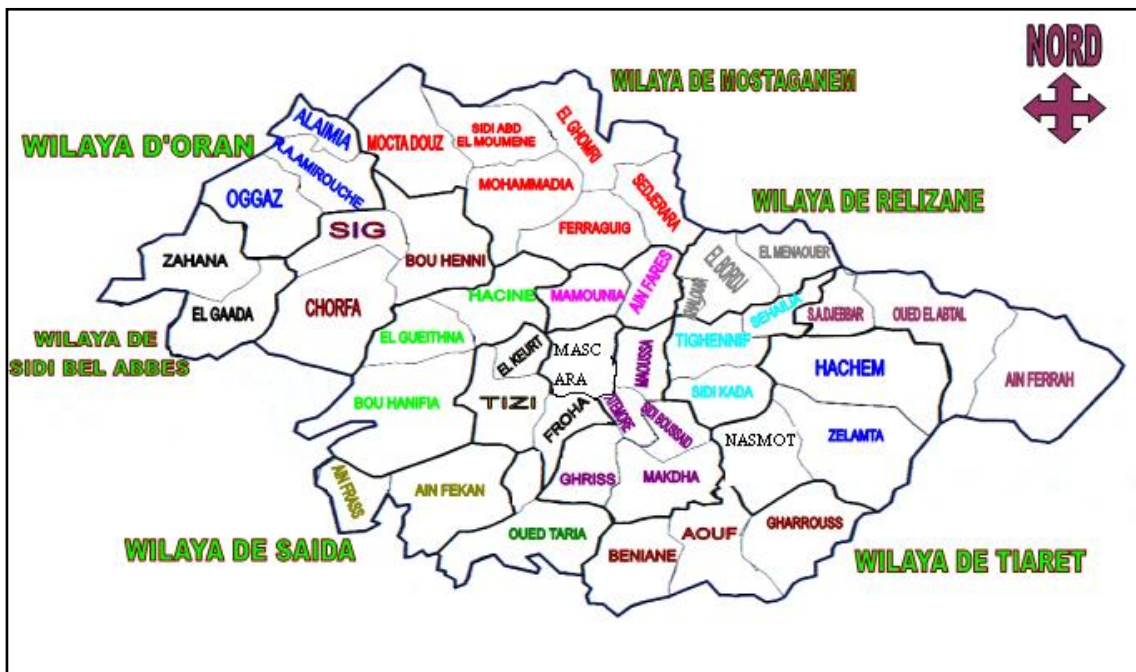 NORD
WILAYA DE MOSTAGANEM
WILAYA D'ORAN
ALAIMIA
R.A.AMIROUCHE
OGGAZ
MOCTA DOUZ
SIDI ABD
EL MOUMENE
EL GHOMRI
MOHAMMADIA
SEDJERARA
FERRAGUIG
WILAYA DE RELIZANE
SIG
BOU HENNI
ZAHANA
EL GAADA
CHORFA
HACINE
MAMOUNIA
AIN FARES
EL BORDJ
EL MENAOUER
SEHAILIA
S.A.DJEBBAR
OUED EL ABTAL
AIN FERRAH
WILAYA DE
SIDI BEL ABBES
EL GUEITHNA
EL KEURT
MASC
ARA
MAOUSSA
TIGHENNIF
HACHEM
SIDI KADA
BOU HANIFIA
TIZI
FROHA
SIDI BOUSSAID
NASMOT
ZELAMTA
AIN FRASS
AIN FEKAN
GHRISS
MAKDHA
OUED TARIA
BENIANE
AOUF
GHARROUSS
WILAYA DE SAIDA
WILAYA DE TIARET